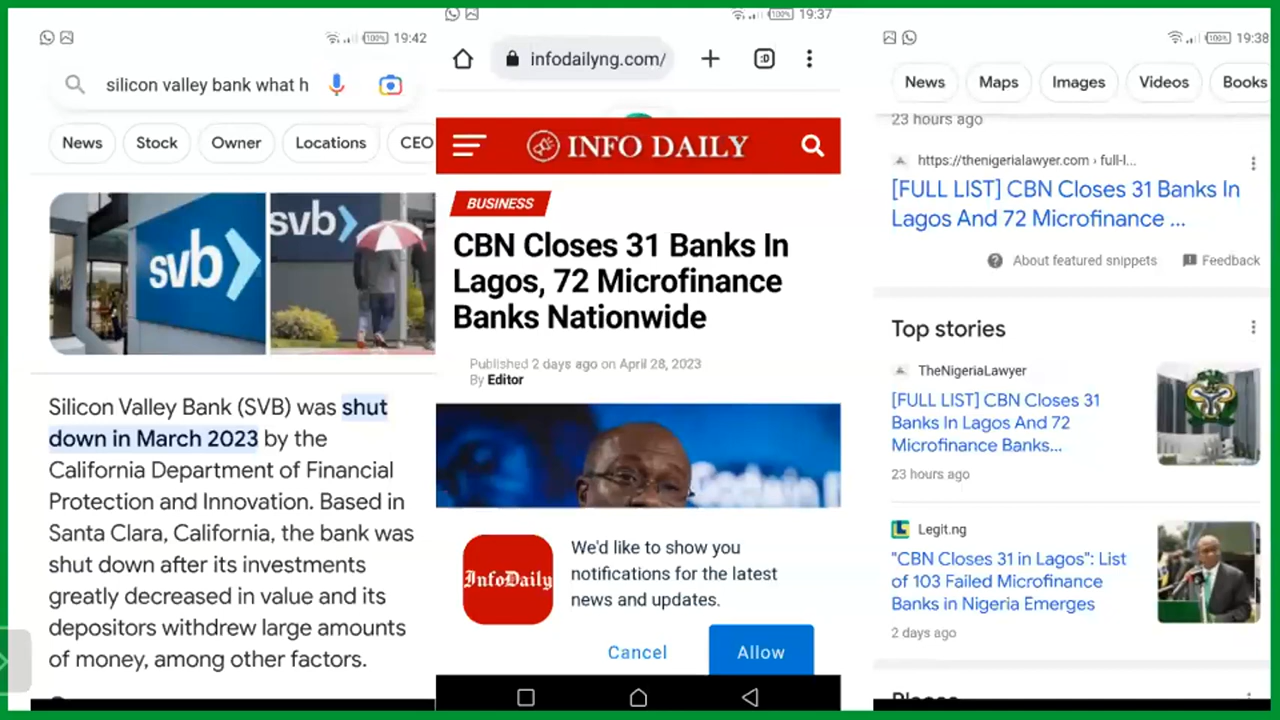 19:42
silicon valley bank what h
News Stock Owner Locations CEO
svb
svb
Silicon Valley Bank (SVB) was shut
down in March 2023 by the
California Department of Financial
Protection and Innovation. Based in
Santa Clara, California, the bank was
shut down after its investments
greatly decreased in value and its
depositors withdrew large amounts
of money, among other factors.
100% 19:37
infodailyng.com/
:D
INFO DAILY
BUSINESS
CBN Closes 31 Banks In
Lagos, 72 Microfinance
Banks Nationwide
Published 2 days ago on April 28, 2023
By Editor
InfoDaily
We'd like to show you
notifications for the latest
news and updates.
Cancel Allow
100% 19:38
News Maps Images Videos Books
23 hours ago
https://thenigerialawyer.com › full-l...
[FULL LIST] CBN Closes 31 Banks In
Lagos And 72 Microfinance ...
About featured snippets Feedback
Top stories
TheNigeriaLawyer
[FULL LIST] CBN Closes 31
Banks In Lagos And 72
Microfinance Banks...
23 hours ago
Legit.ng
"CBN Closes 31 in Lagos": List
of 103 Failed Microfinance
Banks in Nigeria Emerges
2 days ago